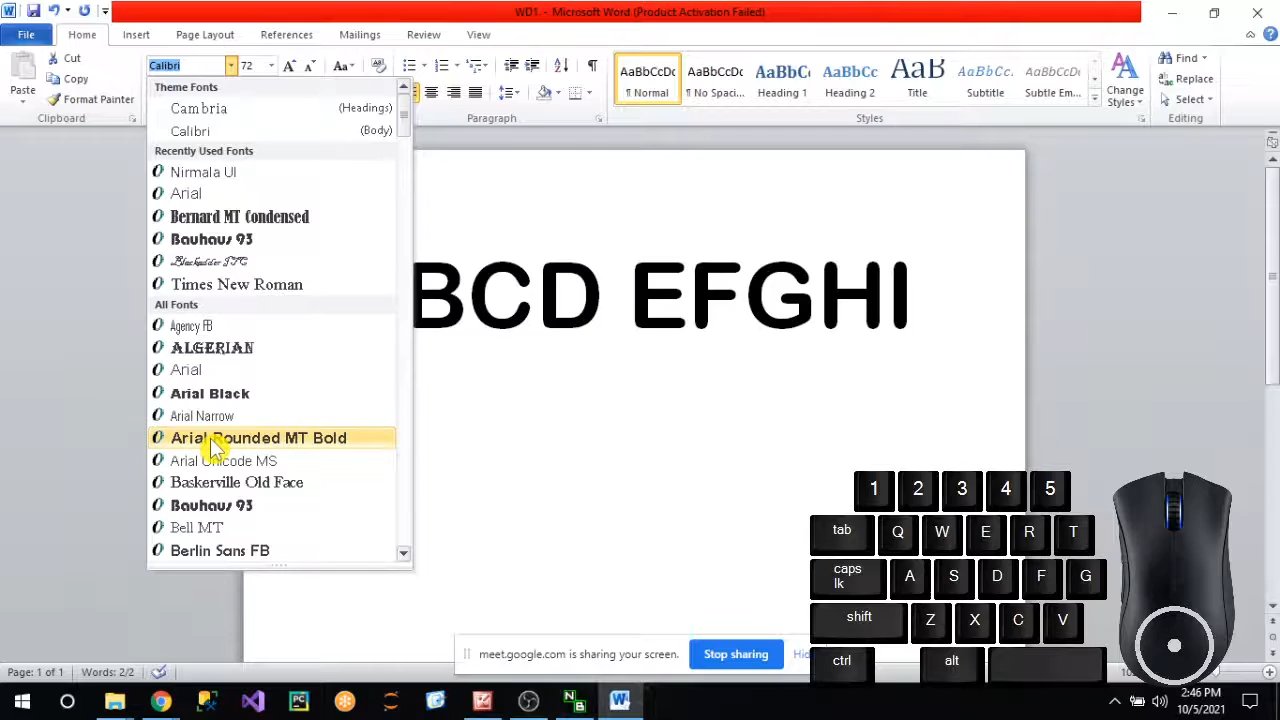 WD1. - Microsoft Word (Product Activation Failed)
File Home Insert Page Layout References Mailings Review View
Paste
Cut
Copy
Format Painter
Clipboard
Calibri 72 Aa
Theme Fonts
Cambria (Headings)
Calibri (Body)
Recently Used Fonts
Nirmala UI
Arial
Bernard MT Condensed
Bauhaus 93
Blackadder ITC
Times New Roman
All Fonts
Agency FB
ALGERIAN
Arial
Arial Black
Arial Narrow
Arial Rounded MT Bold
Arial Unicode MS
Baskerville Old Face
Bauhaus 93
Bell MT
Berlin Sans FB
Paragraph
AaBbCcDc AaBbCcDc AaBbC AaBbCc AaB AaBbCc. AaBbCcDc
¶ Normal ¶ No Spaci... Heading 1 Heading 2 Title Subtitle Subtle Em...
Change
Styles
Styles
Find
Replace
Select
Editing
BCD EFGHI
1 2 3 4 5
tab Q W E R T
caps
lk
A S D F G
shift Z X C V
ctrl alt
meet.google.com is sharing your screen. Stop sharing
Page: 1 of 1 Words: 2/2
2:46 PM
10/5/2021